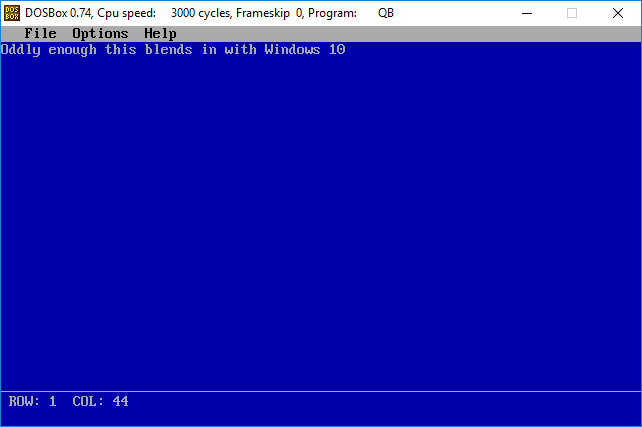 DOS BOX DOSBox 0.74, Cpu speed: 3000 cycles, Frameskip 0, Program: QB
File Options Help
Oddly enough this blends in with Windows 10
ROW: 1 COL: 44